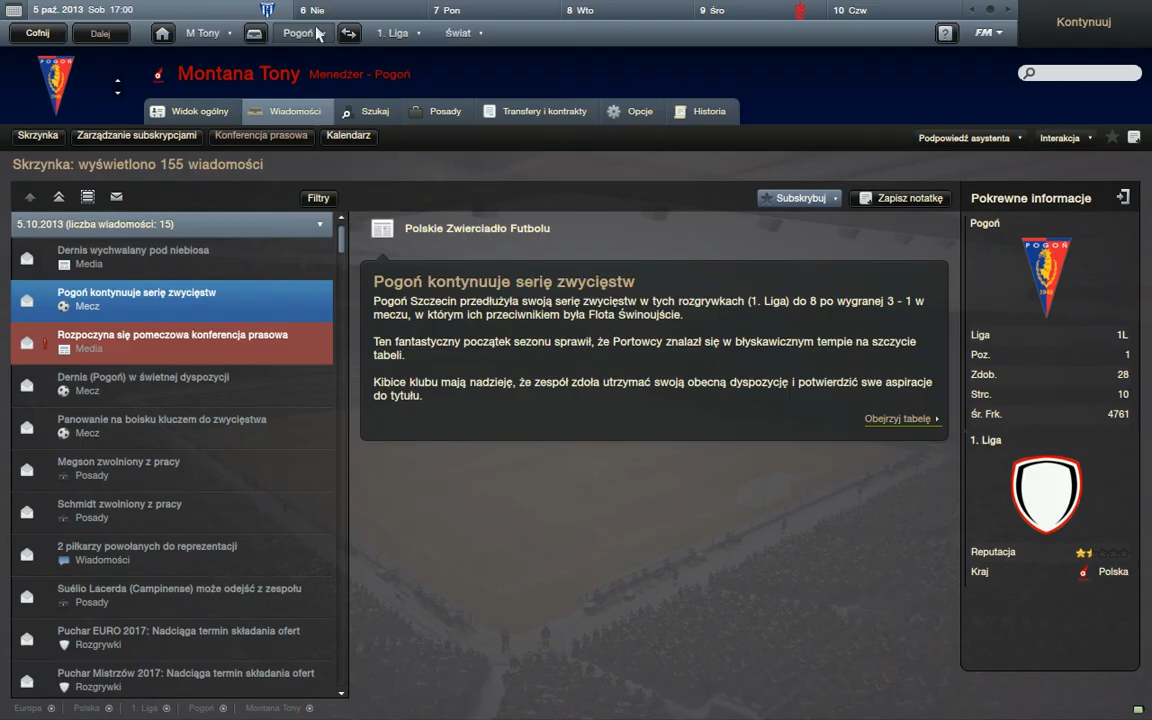 5 paź. 2013 Sob 17:00
6 Nie
7 Pon
8 Wto
9 Śro
10 Czw
Kontynuuj
Cofnij
Dalej
M Tony
Pogoń
1. Liga
Świat
?
FM
Montana Tony Menedżer - Pogoń
Widok ogólny
Wiadomości
Szukaj
Posady
Transfery i kontrakty
Opcje
Historia
Skrzynka
Zarządzanie subskrypcjami
Konferencja prasowa
Kalendarz
Podpowiedź asystenta
Interakcja
Skrzynka: wyświetlono 155 wiadomości
Filtry
Subskrybuj
Zapisz notatkę
5.10.2013 (liczba wiadomości: 15)
Dernis wychwalany pod niebiosa
Media
Pogoń kontynuuje serię zwycięstw
Mecz
Rozpoczyna się pomeczowa konferencja prasowa
Media
Dernis (Pogoń) w świetnej dyspozycji
Mecz
Panowanie na boisku kluczem do zwycięstwa
Mecz
Megson zwolniony z pracy
Posady
Schmidt zwolniony z pracy
Posady
2 piłkarzy powołanych do reprezentacji
Wiadomości
Suélio Lacerda (Campinense) może odejść z zespołu
Posady
Puchar EURO 2017: Nadciąga termin składania ofert
Rozgrywki
Puchar Mistrzów 2017: Nadciąga termin składania ofert
Rozgrywki
Polskie Zwierciadło Futbolu
Pogoń kontynuuje serię zwycięstw
Pogoń Szczecin przedłużyła swoją serię zwycięstw w tych rozgrywkach (1. Liga) do 8 po wygranej 3 - 1 w
meczu, w którym ich przeciwnikiem była Flota Świnoujście.
Ten fantastyczny początek sezonu sprawił, że Portowcy znalazł się w błyskawicznym tempie na szczycie
tabeli.
Kibice klubu mają nadzieję, że zespół zdoła utrzymać swoją obecną dyspozycję i potwierdzić swe aspiracje
do tytułu.
Obejrzyj tabelę
Pokrewne informacje
Pogoń
POGOŃ
1948
Liga 1L
Poz. 1
Zdob. 28
Strc. 10
Śr. Frk. 4761
1. Liga
Reputacja
Kraj Polska
Europa
Polska
1. Liga
Pogoń
Montana Tony